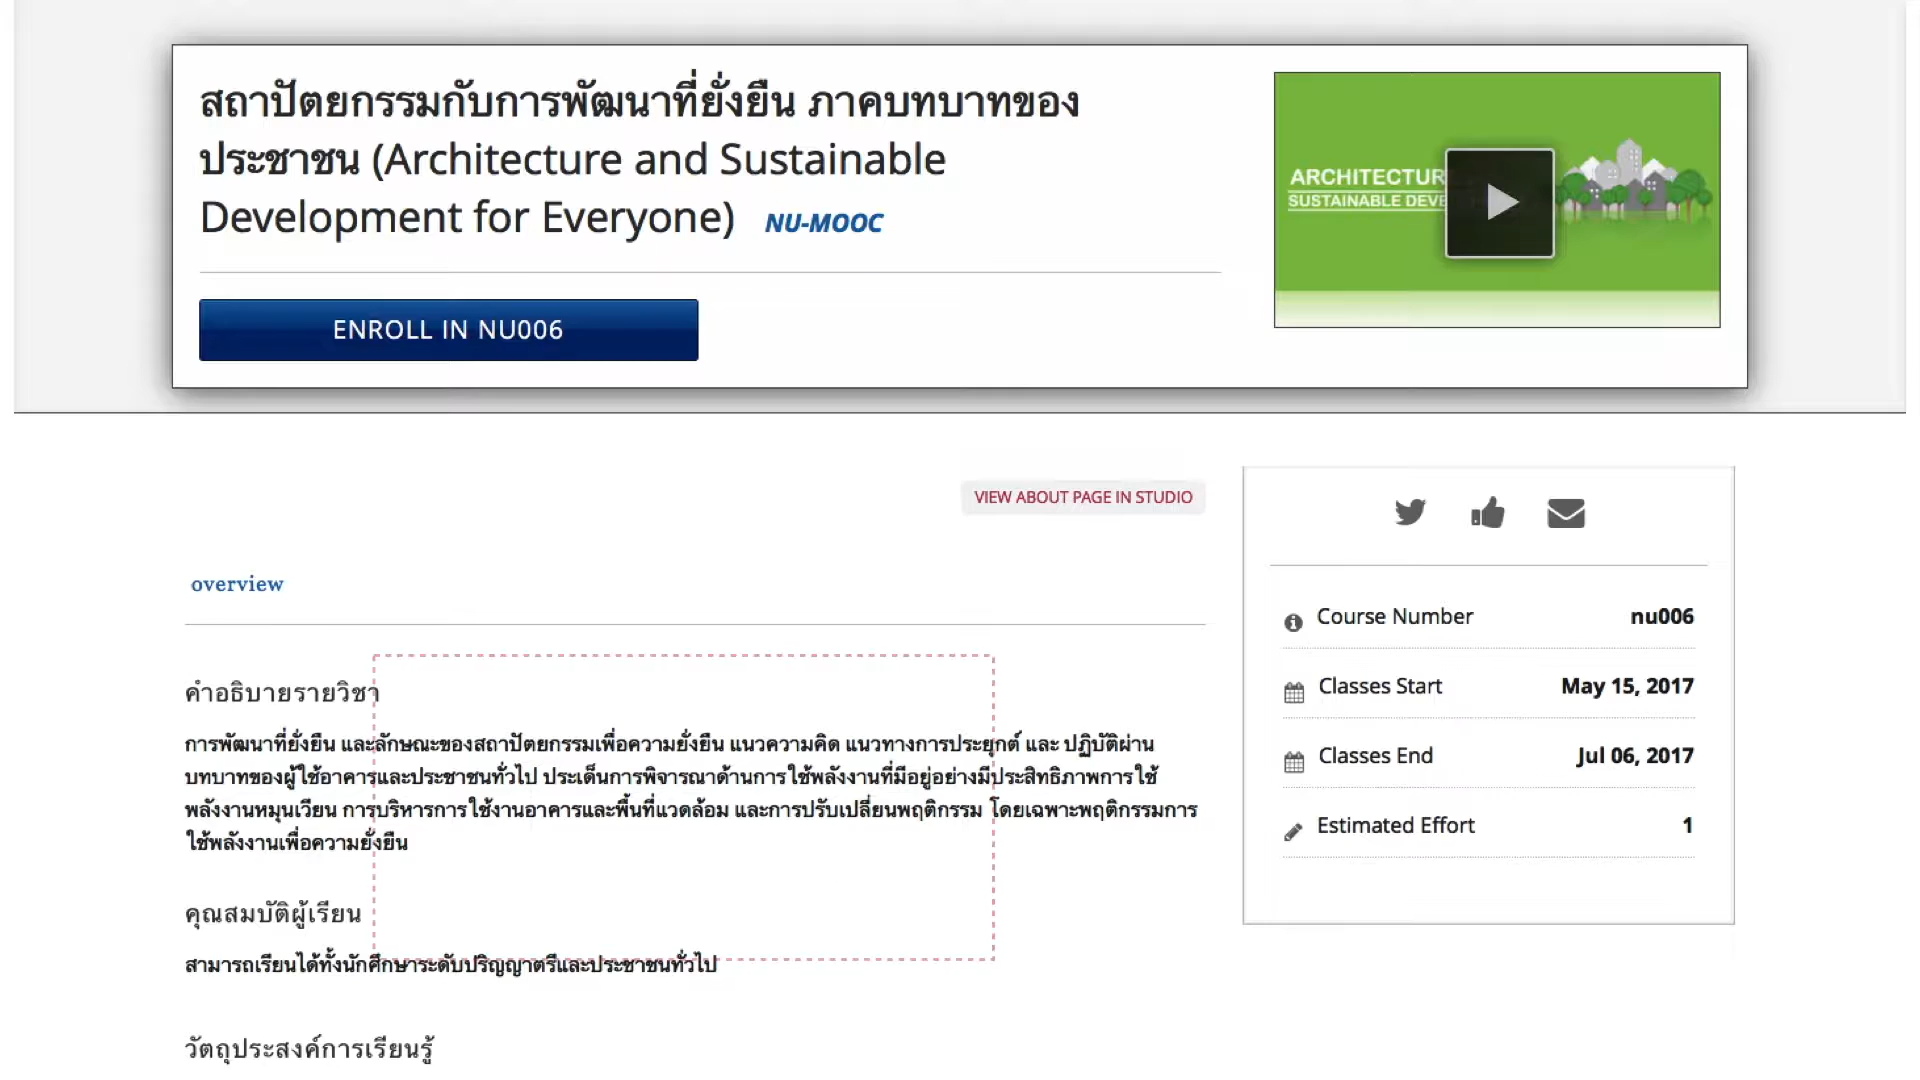 สถาปัตยกรรมกับการพัฒนาที่ยั่งยืน ภาคบทบาทของ
ประชาชน (Architecture and Sustainable
Development for Everyone) NU-MOOC
ENROLL IN NU006
ARCHITECTUR
SUSTAINABLE DEVE
VIEW ABOUT PAGE IN STUDIO
overview
คำอธิบายรายวิชา
การพัฒนาที่ยั่งยืน และลักษณะของสถาปัตยกรรมเพื่อความยั่งยืน แนวความคิด แนวทางการประยุกต์ และ ปฏิบัติผ่าน
บทบาทของผู้ใช้อาคารและประชาชนทั่วไป ประเด็นการพิจารณาด้านการใช้พลังงานที่มีอยู่อย่างมีประสิทธิภาพการใช้
พลังงานหมุนเวียน การบริหารการใช้งานอาคารและพื้นที่แวดล้อม และการปรับเปลี่ยนพฤติกรรม โดยเฉพาะพฤติกรรมการ
ใช้พลังงานเพื่อความยั่งยืน
คุณสมบัติผู้เรียน
สามารถเรียนได้ทั้งนักศึกษาระดับปริญญาตรีและประชาชนทั่วไป
วัตถุประสงค์การเรียนรู้
Course Number nu006
Classes Start May 15, 2017
Classes End Jul 06, 2017
Estimated Effort 1